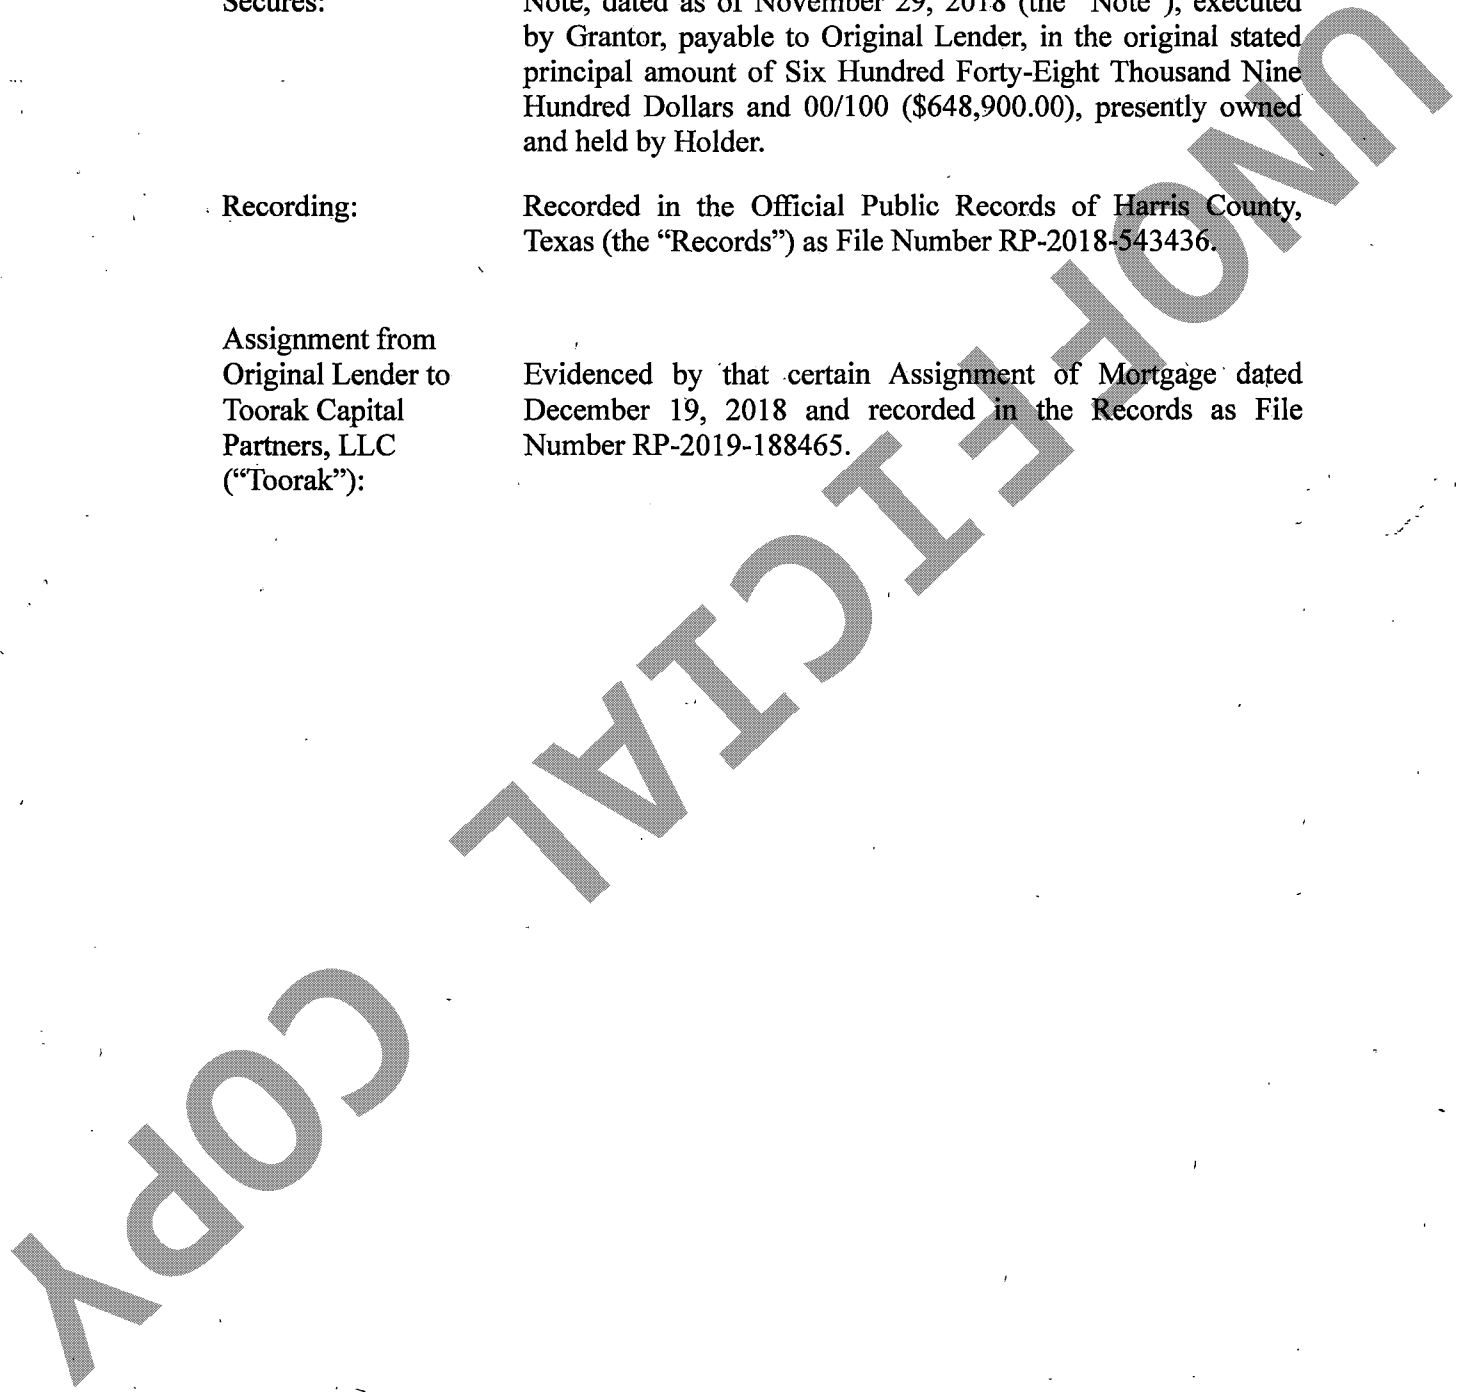 Secures:
Note, dated as of November 29, 2018 (the "Note"), executed
by Grantor, payable to Original Lender, in the original stated
principal amount of Six Hundred Forty-Eight Thousand Nine
Hundred Dollars and 00/100 ($648,900.00), presently owned
and held by Holder.
Recording:
Recorded in the Official Public Records of Harris County,
Texas (the “Records”) as File Number RP-2018-543436.
Assignment from
Original Lender to
Toorak Capital
Partners, LLC
(“Toorak”):
Evidenced by that certain Assignment of Mortgage dated
December 19, 2018 and recorded in the Records as File
Number RP-2019-188465.
UNOFFICIAL COPY